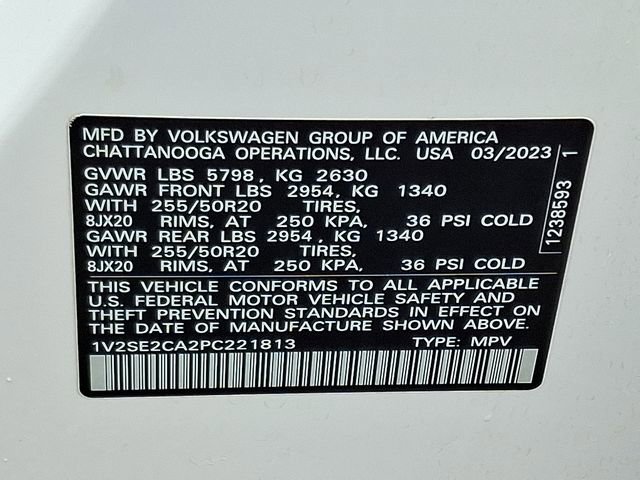 MFD BY VOLKSWAGEN GROUP OF AMERICA
CHATTANOOGA OPERATIONS, LLC. USA 03/2023
GVWR LBS 5798, KG 2630
GAWR FRONT LBS 2954, KG 1340
WITH 255/50R20 TIRES,
8JX20 RIMS, AT 250 KPA, 36 PSI COLD
GAWR REAR LBS 2954, KG 1340
WITH 255/50R20 TIRES,
8JX20 RIMS, AT 250 KPA, 36 PSI COLD
THIS VEHICLE CONFORMS TO ALL APPLICABLE
U.S. FEDERAL MOTOR VEHICLE SAFETY AND
THEFT PREVENTION STANDARDS IN EFFECT ON
THE DATE OF MANUFACTURE SHOWN ABOVE.
1V2SE2CA2PC221813 TYPE: MPV
1238593 1